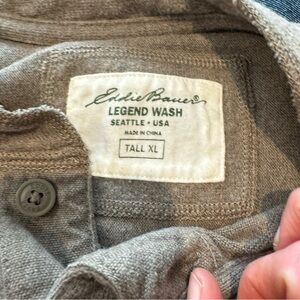 Eddie Bauer®
LEGEND WASH
SEATTLE • USA
MADE IN CHINA
TALL XL